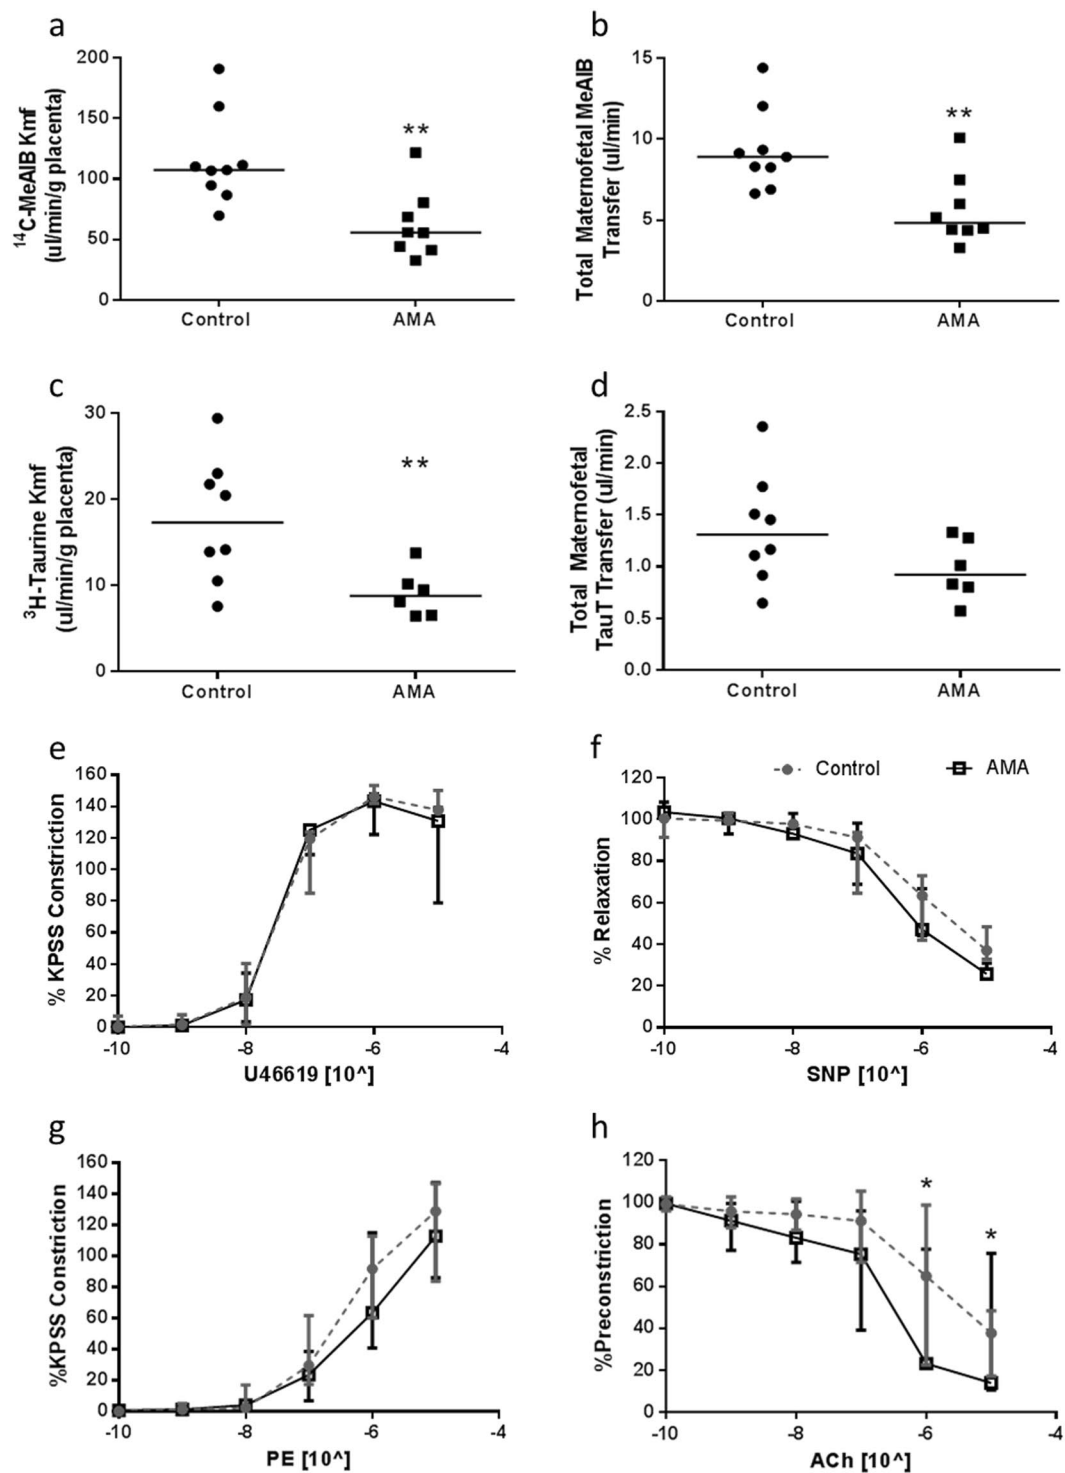 a
200
150
100
50
0
¹⁴C-MeAIB Kmf
(ul/min/g placenta)
**
Control
AMA
b
15
10
5
0
Total Maternofetal MeAIB
Transfer (ul/min)
**
Control
AMA
c
30
20
10
0
³H-Taurine Kmf
(ul/min/g placenta)
**
Control
AMA
d
2.5
2.0
1.5
1.0
0.5
0.0
Total Maternofetal
TauT Transfer (ul/min)
Control
AMA
e
160
140
120
100
80
60
40
20
0
% KPSS Constriction
-10 -8 -6 -4
U46619 [10^]
f
Control
AMA
120
100
80
60
40
20
0
% Relaxation
-10 -8 -6 -4
SNP [10^]
g
160
140
120
100
80
60
40
20
0
%KPSS Constriction
-10 -8 -6 -4
PE [10^]
h
120
100
80
60
40
20
0
%Preconstriction
*
*
-10 -8 -6 -4
ACh [10^]